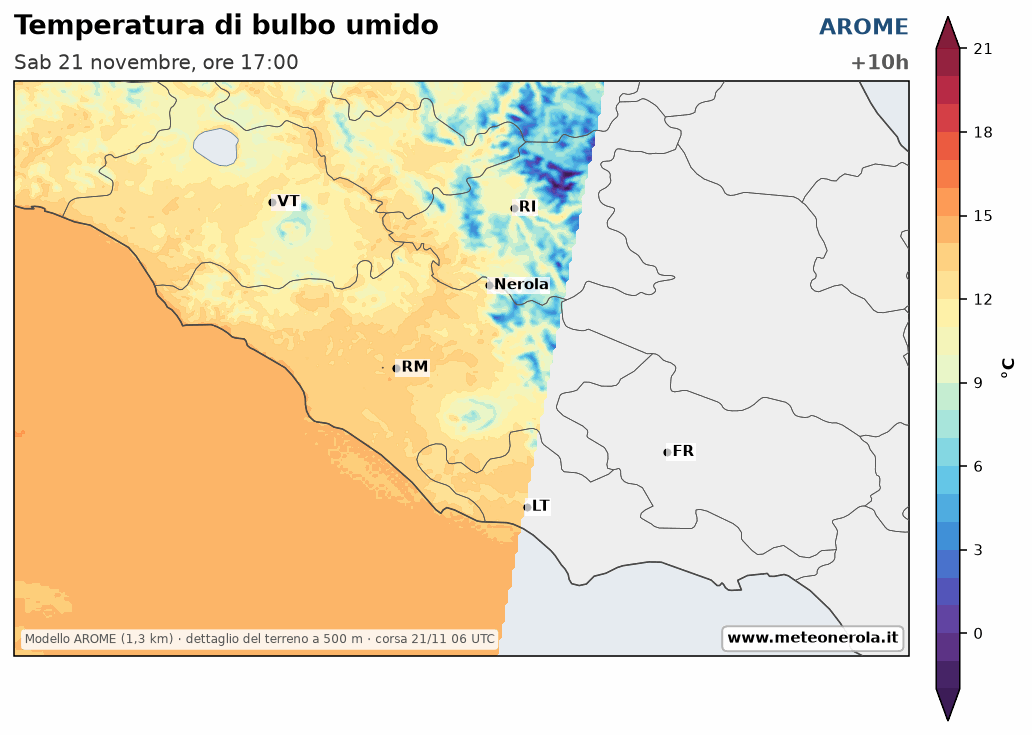 Temperatura di bulbo umido
AROME
Sab 21 novembre, ore 17:00
+10h
21
18
15
12
9
6
3
0
°C
VT
RI
Nerola
RM
FR
LT
Modello AROME (1,3 km) · dettaglio del terreno a 500 m · corsa 21/11 06 UTC
www.meteonerola.it